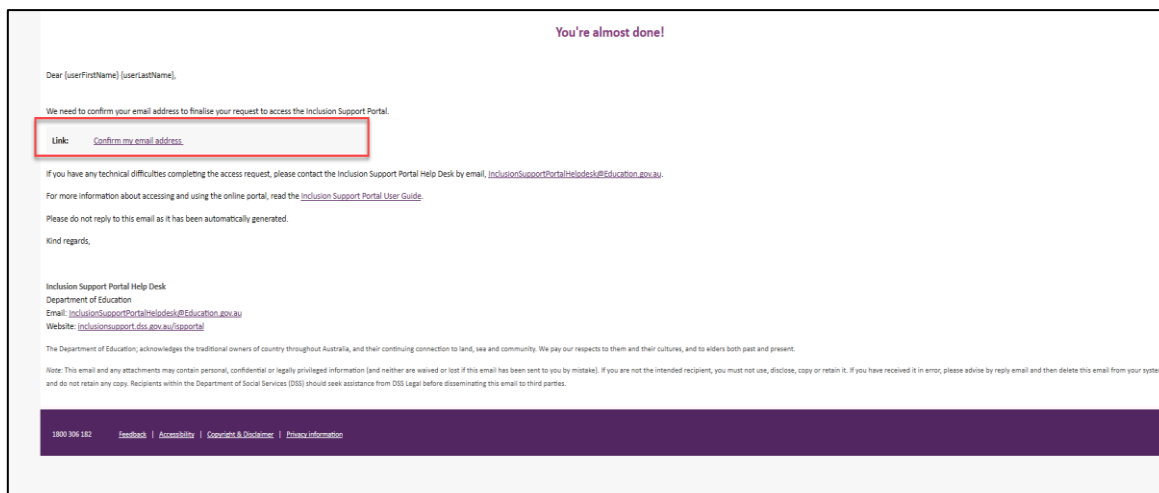 You're almost done!
Dear {userFirstName} {userLastName},
We need to confirm your email address to finalise your request to access the Inclusion Support Portal.
Link: Confirm my email address
If you have any technical difficulties completing the access request, please contact the Inclusion Support Portal Help Desk by email, InclusionSupportPortalHelpdesk@Education.gov.au.
For more information about accessing and using the online portal, read the Inclusion Support Portal User Guide.
Please do not reply to this email as it has been automatically generated.
Kind regards,
Inclusion Support Portal Help Desk
Department of Education
Email: InclusionSupportPortalHelpdesk@Education.gov.au
Website: inclusionsupport.dss.gov.au/ispportal
The Department of Education; acknowledges the traditional owners of country throughout Australia, and their continuing connection to land, sea and community. We pay our respects to them and their cultures, and to elders both past and present.
Note: This email and any attachments may contain personal, confidential or legally privileged information (and neither are waived or lost if this email has been sent to you by mistake). If you are not the intended recipient, you must not use, disclose, copy or retain it. If you have received it in error, please advise by reply email and then delete this email from your syste
and do not retain any copy. Recipients within the Department of Social Services (DSS) should seek assistance from DSS Legal before disseminating this email to third parties.
1800 306 182 Feedback | Accessibility | Copyright & Disclaimer | Privacy information